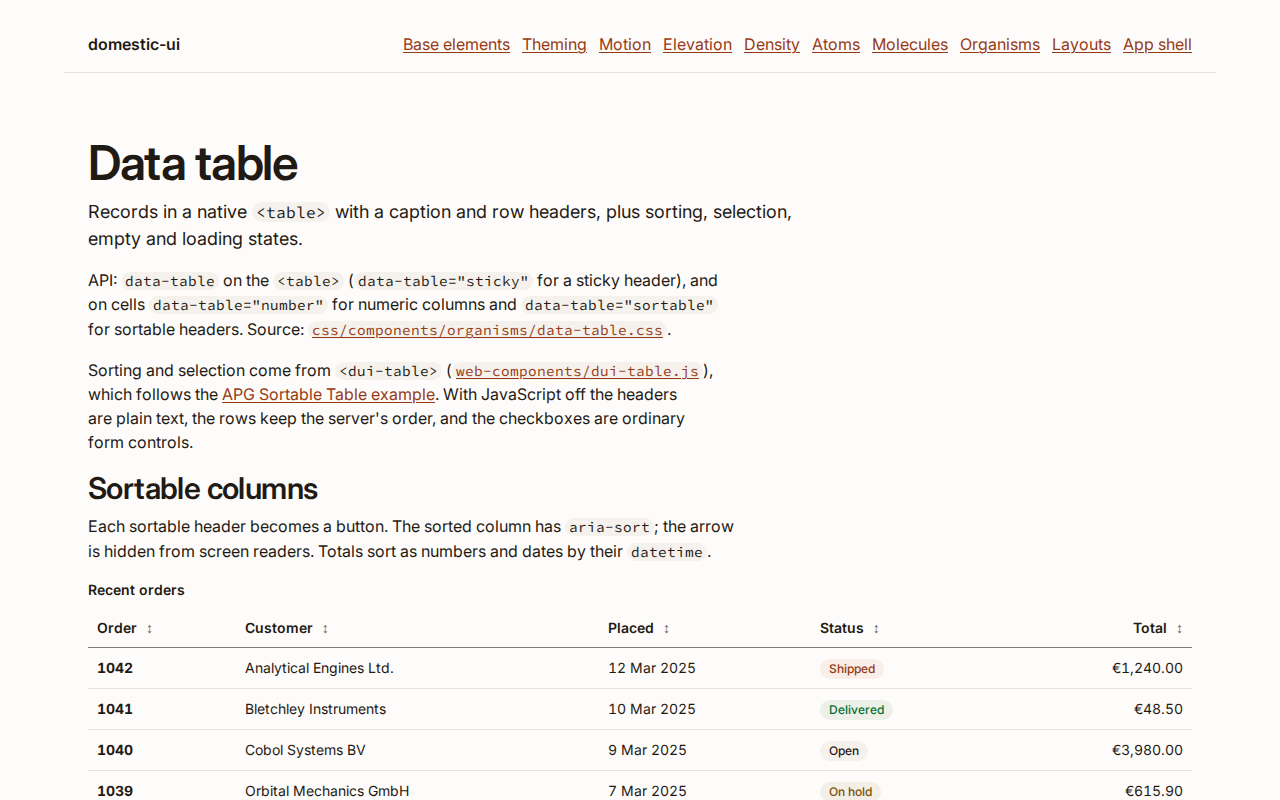 domestic-ui Base elements Theming Motion Elevation Density Atoms Molecules Organisms Layouts App shell
Data table
Records in a native <table> with a caption and row headers, plus sorting, selection,
empty and loading states.
API: data-table on the <table> ( data-table="sticky" for a sticky header), and
on cells data-table="number" for numeric columns and data-table="sortable"
for sortable headers. Source: css/components/organisms/data-table.css .
Sorting and selection come from <dui-table> ( web-components/dui-table.js ),
which follows the APG Sortable Table example. With JavaScript off the headers
are plain text, the rows keep the server's order, and the checkboxes are ordinary
form controls.
Sortable columns
Each sortable header becomes a button. The sorted column has aria-sort ; the arrow
is hidden from screen readers. Totals sort as numbers and dates by their datetime .
Recent orders
Order ↕ Customer ↕ Placed ↕ Status ↕ Total ↕
1042 Analytical Engines Ltd. 12 Mar 2025 Shipped €1,240.00
1041 Bletchley Instruments 10 Mar 2025 Delivered €48.50
1040 Cobol Systems BV 9 Mar 2025 Open €3,980.00
1039 Orbital Mechanics GmbH 7 Mar 2025 On hold €615.90